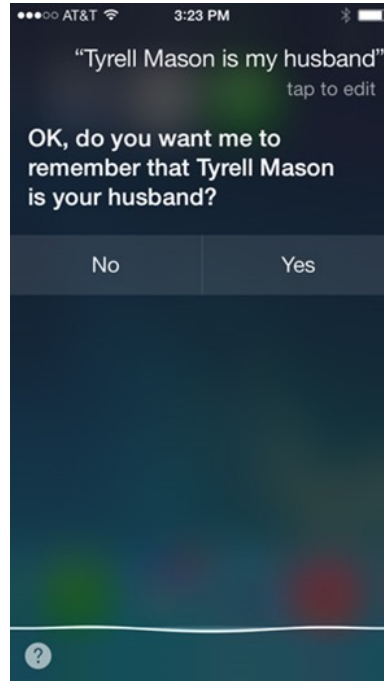 AT&T 3:23 PM
“Tyrell Mason is my husband”
tap to edit
OK, do you want me to
remember that Tyrell Mason
is your husband?
No Yes
?